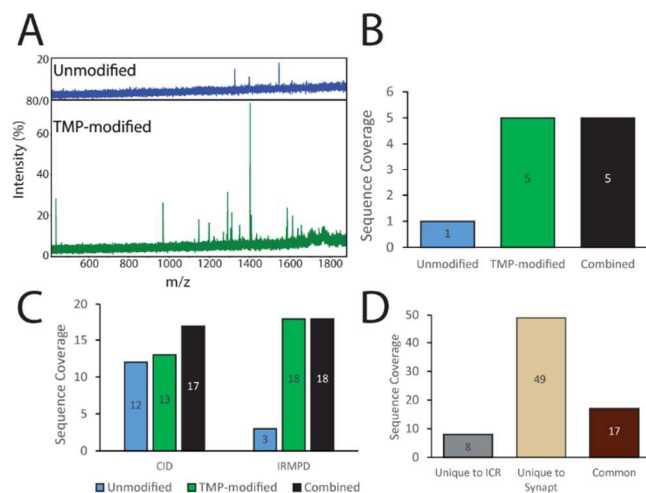 A
Unmodified
TMP-modified
Intensity (%)
20
80/0
60
40
20
0
600 800 1000 1200 1400 1600 1800
m/z
B
Sequence Coverage
6
5
4
3
2
1
0
1
5
5
Unmodified TMP-modified Combined
C
Sequence Coverage
20
15
10
5
0
12
13
17
3
18
18
CID IRMPD
Unmodified TMP-modified Combined
D
Sequence Coverage
50
40
30
20
10
0
8
49
17
Unique to ICR Unique to Common
Synapt